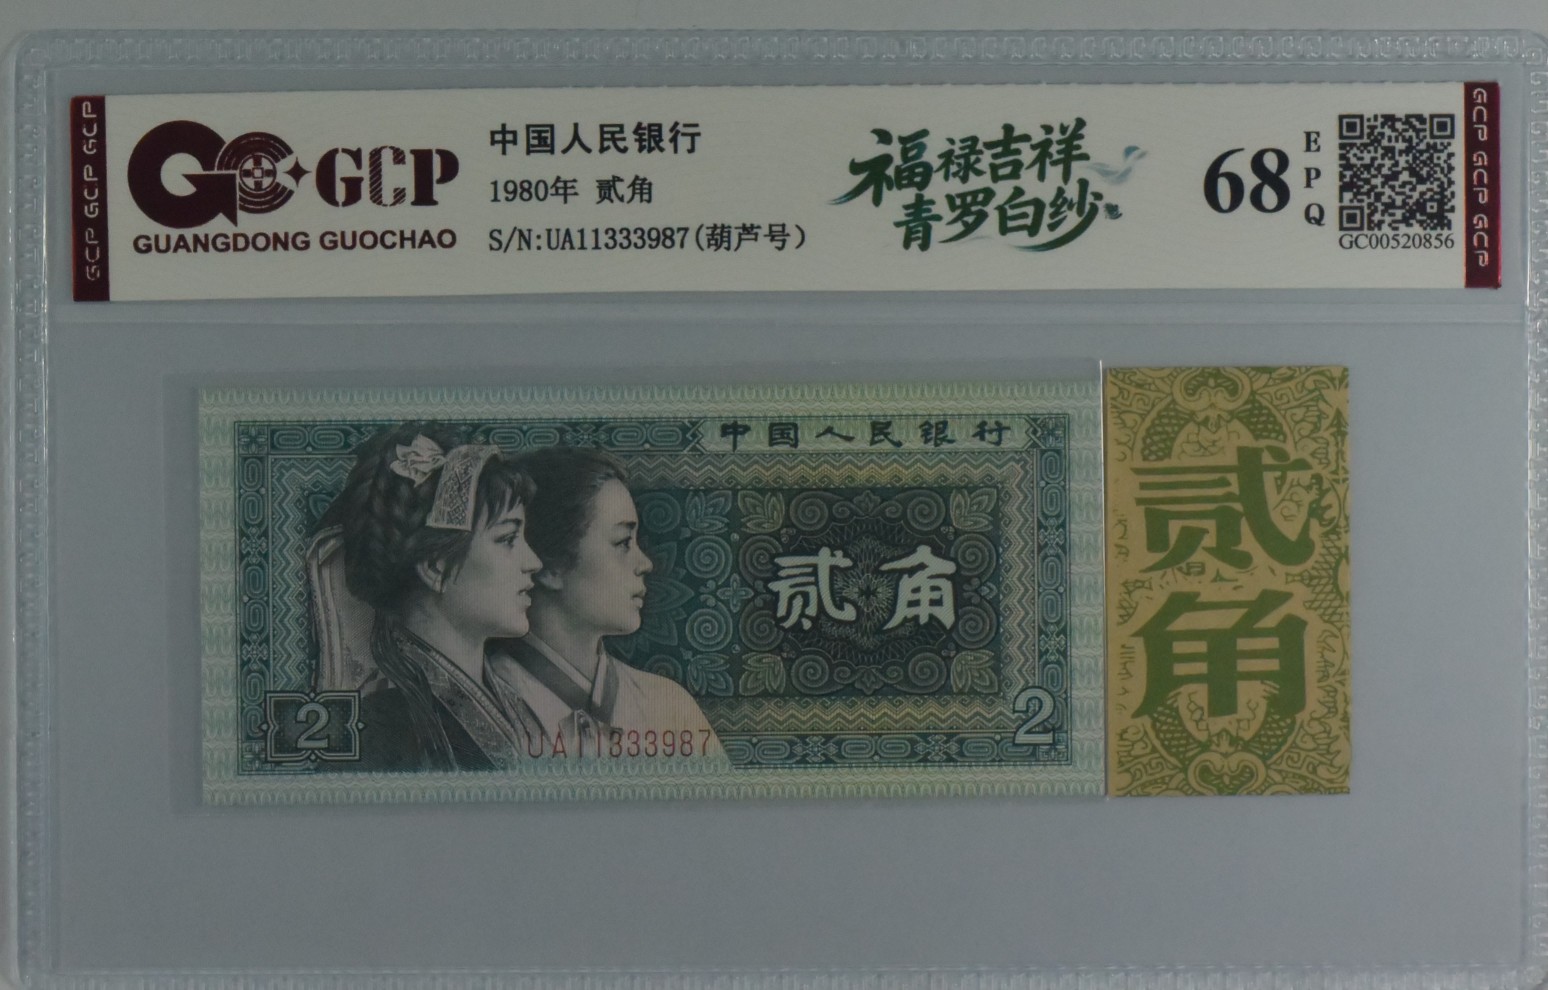 GCP GCP GCP
GCP
GUANGDONG GUOCHAO
中国人民银行
1980年 贰角
S/N:UA11333987(葫芦号)
福禄吉祥
青罗白纱
68
EPQ
GC00520856
GCP GCP GCP
中国人民银行
贰角
2
UA11333987
2
贰角